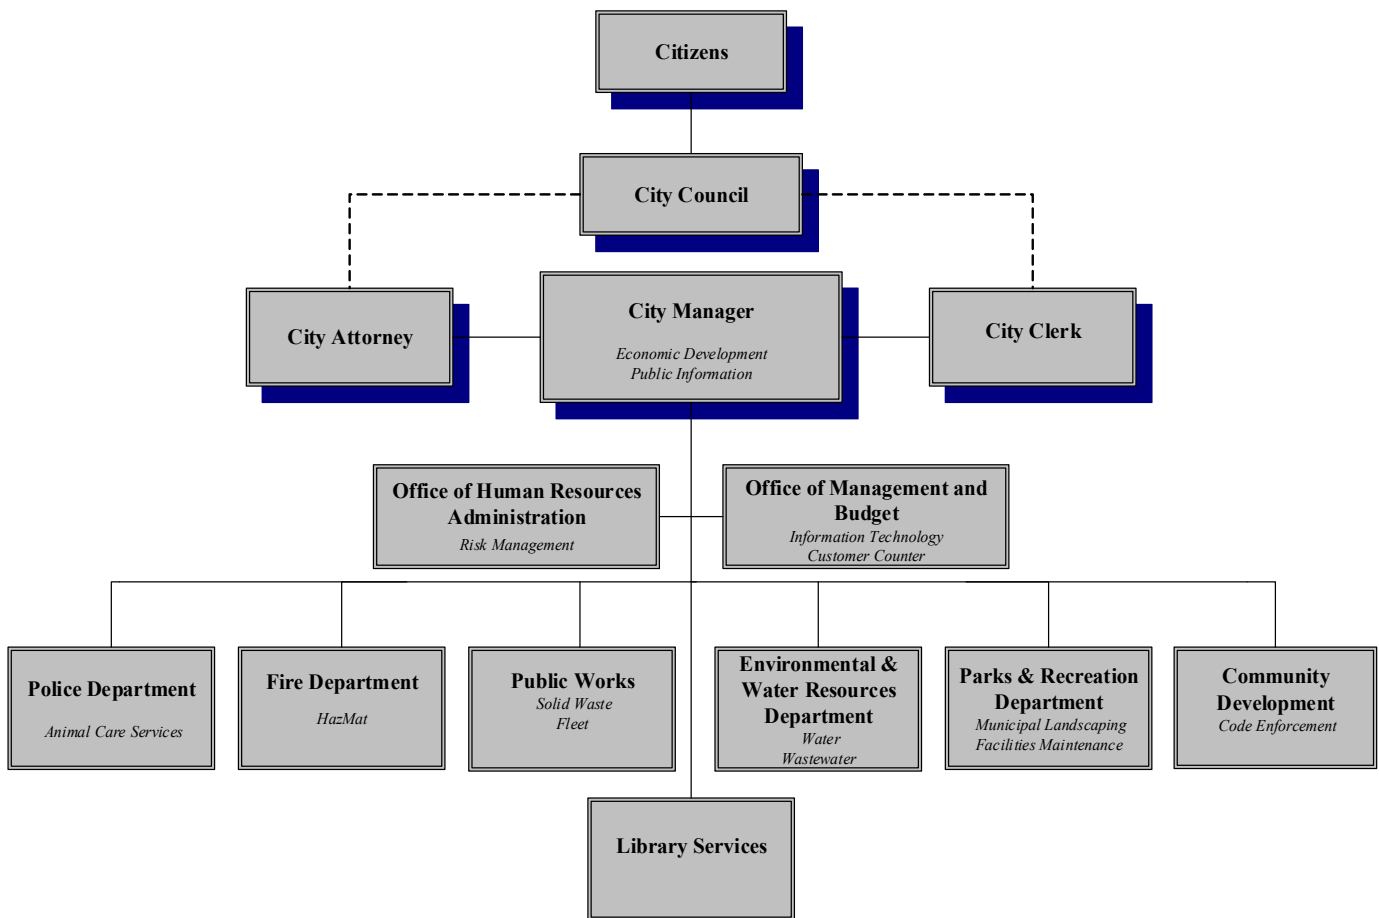 Citizens
City Council
City Attorney
City Manager
Economic Development
Public Information
City Clerk
Office of Human Resources
Administration
Risk Management
Office of Management and
Budget
Information Technology
Customer Counter
Police Department
Animal Care Services
Fire Department
HazMat
Public Works
Solid Waste
Fleet
Environmental &
Water Resources
Department
Water
Wastewater
Parks & Recreation
Department
Municipal Landscaping
Facilities Maintenance
Community
Development
Code Enforcement
Library Services